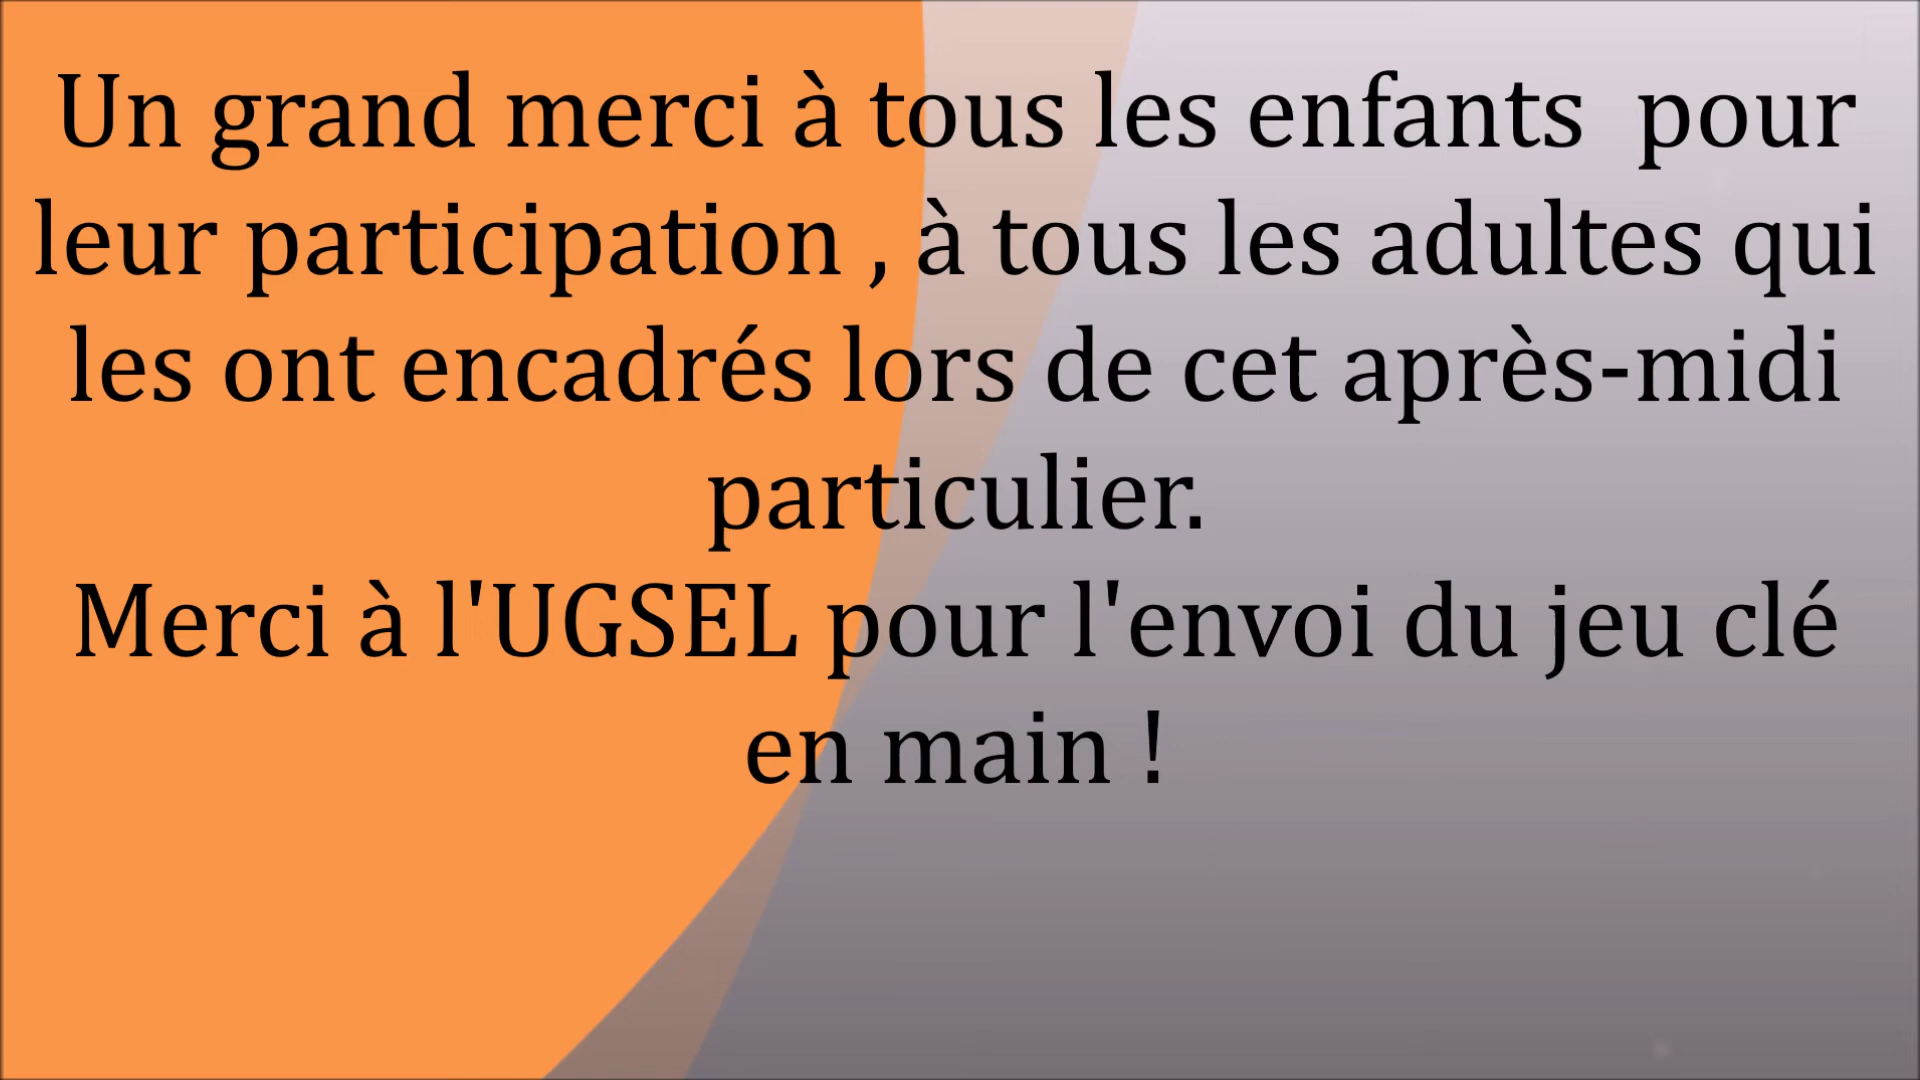 Un grand merci à tous les enfants  pour
leur participation , à tous les adultes qui
les ont encadrés lors de cet après-midi
particulier.
Merci à l'UGSEL pour l'envoi du jeu clé
en main !